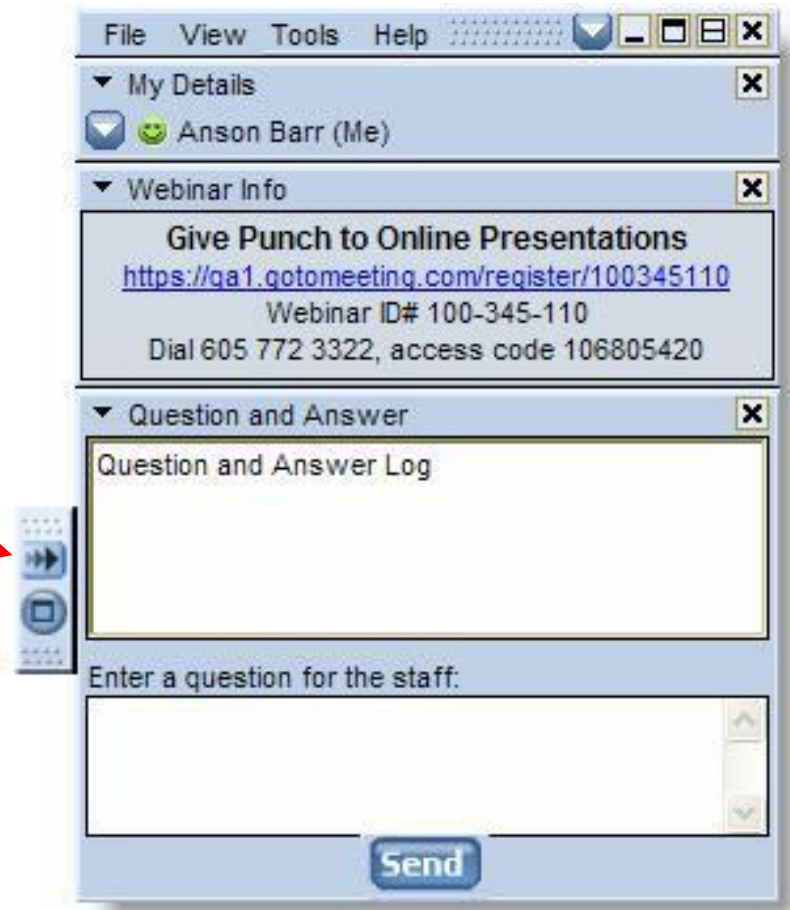 File View Tools Help
My Details
Anson Barr (Me)
Webinar Info
Give Punch to Online Presentations
https://qa1.gotomeeting.com/register/100345110
Webinar ID# 100-345-110
Dial 605 772 3322, access code 106805420
Question and Answer
Question and Answer Log
Enter a question for the staff:
Send